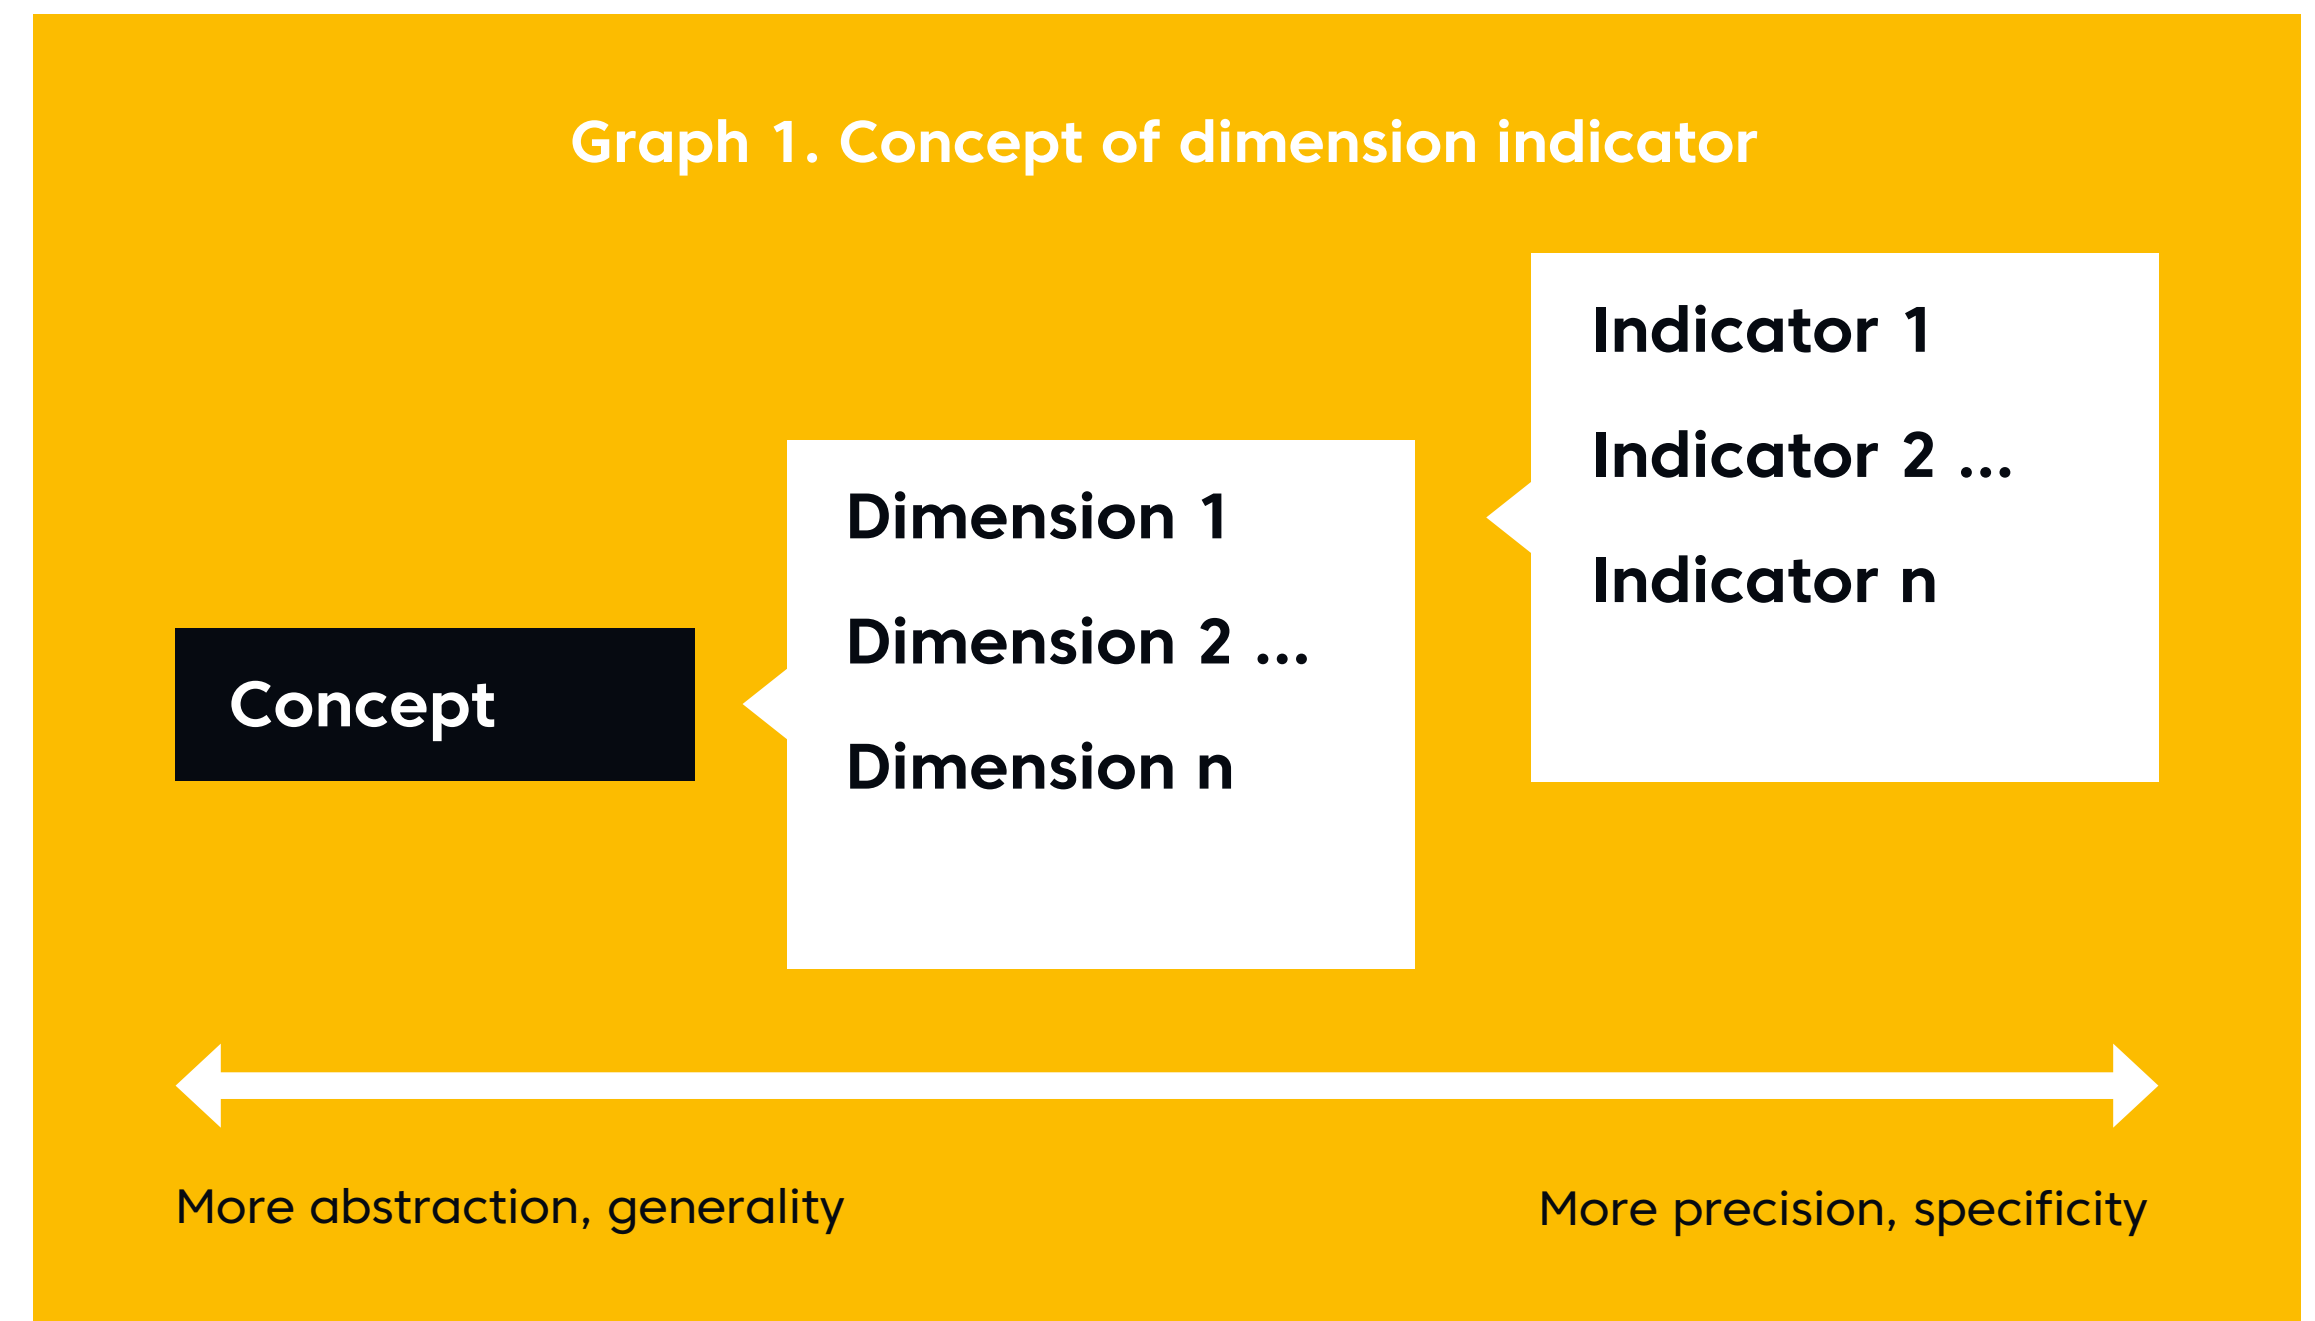 Graph 1. Concept of dimension indicator
Concept
Dimension 1
Dimension 2 ...
Dimension n
Indicator 1
Indicator 2 ...
Indicator n
More abstraction, generality
More precision, specificity